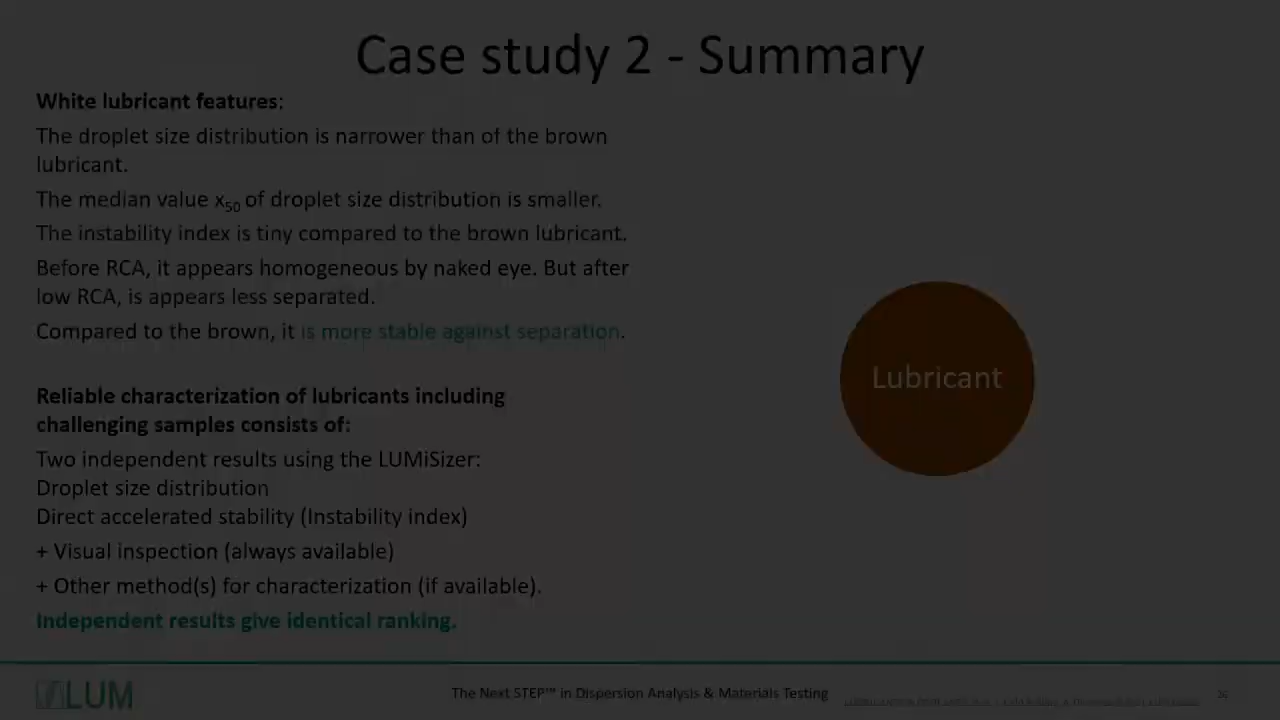 Case study 2 - Summary
White lubricant features:
The droplet size distribution is narrower than of the brown
lubricant.
The median value x50 of droplet size distribution is smaller.
The instability index is tiny compared to the brown lubricant.
Before RCA, it appears homogeneous by naked eye. But after
low RCA, is appears less separated.
Compared to the brown, it is more stable against separation.
Reliable characterization of lubricants including
challenging samples consists of:
Two independent results using the LUMiSizer:
Droplet size distribution
Direct accelerated stability (Instability index)
+ Visual inspection (always available)
+ Other method(s) for characterization (if available).
Independent results give identical ranking.
Lubricant
LUM
The Next STEP™ in Dispersion Analysis & Materials Testing